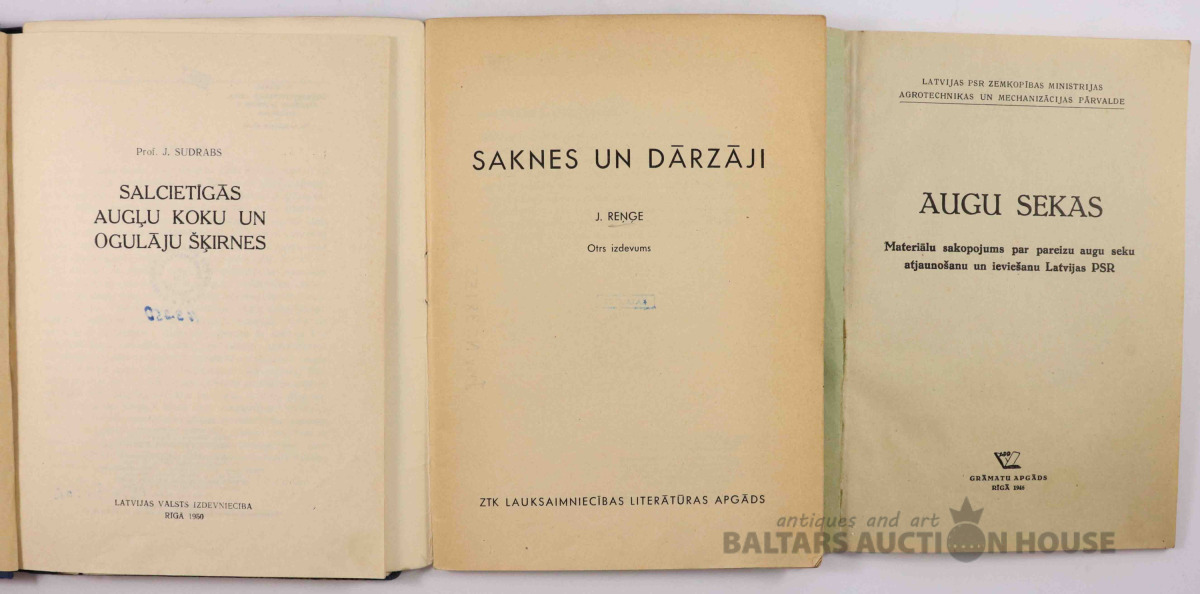 Prof. J. SUDRABS
SALCIETĪGĀS
AUGĻU KOKU UN
OGULĀJU ŠĶIRNES
LATVIJAS VALSTS IZDEVNIECĪBA
RĪGĀ 1950
SAKNES UN DĀRZĀJI
J. REŅĢE
Otrs izdevums
ZTK LAUKSAIMNIECĪBAS LITERĀTŪRAS APGĀDS
LATVIJAS PSR ZEMKOPĪBAS MINISTRIJAS
AGROTECHNIKAS UN MECHANIZĀCIJAS PĀRVALDE
AUGU SEKAS
Materiālu sakopojums par pareizu augu seku
atjaunošanu un ieviešanu Latvijas PSR
GRĀMATU APGĀDS
antiques and art
BALTARS AUCTION HOUSE